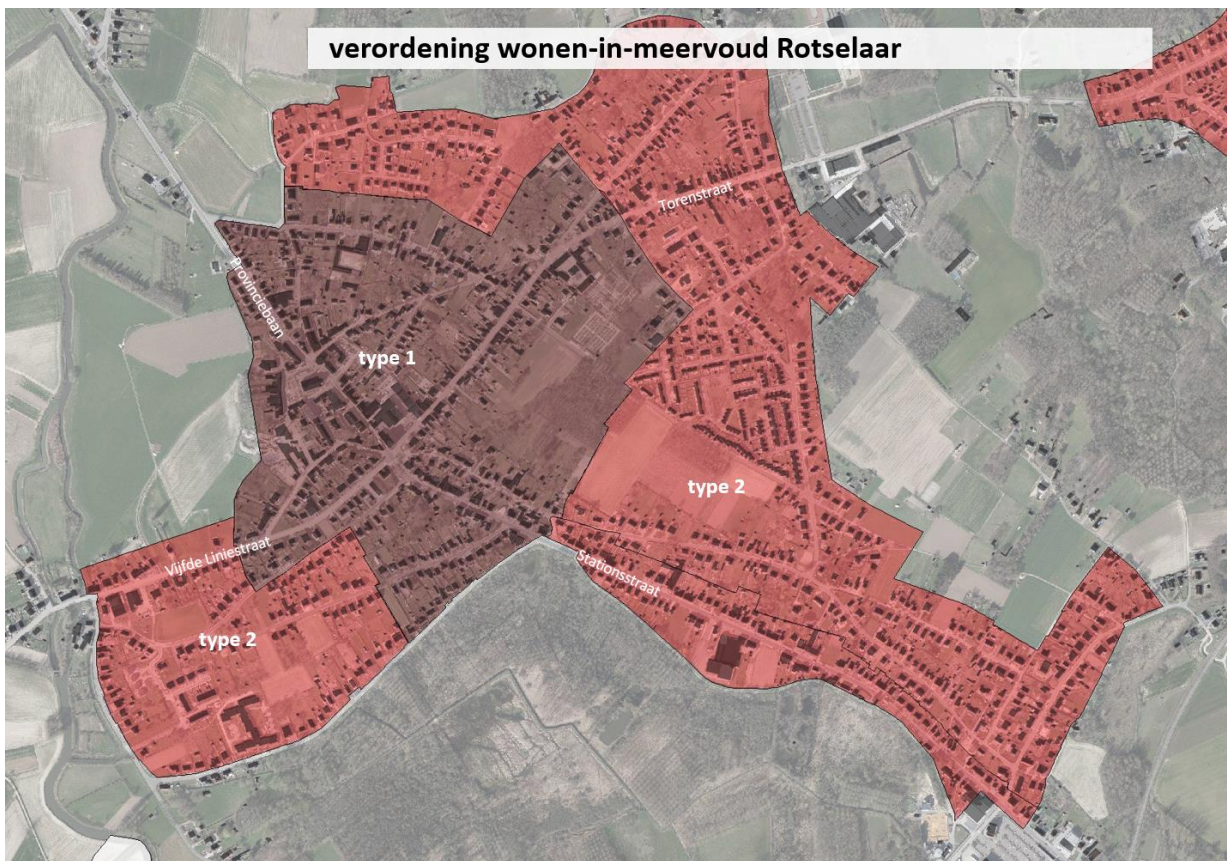 verordening wonen-in-meervoud Rotselaar
Torenstraat
Provinciebaan
type 1
type 2
Vijfde Liniestraat
Stationsstraat
type 2